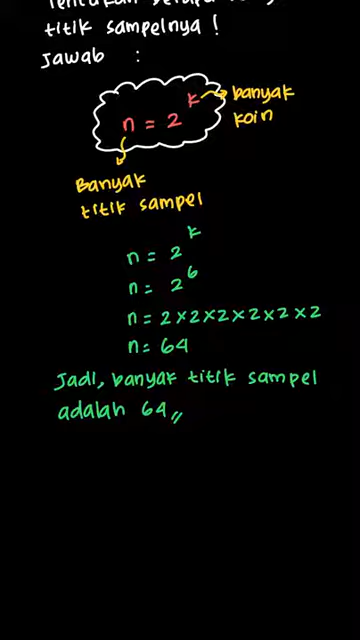 titik sampelnya !
Jawab :
n = 2^k
banyak
koin
Banyak
titik sampel
n = 2^k
n = 2^6
n = 2×2×2×2×2×2
n = 64
Jadi, banyak titik sampel
adalah 64,,